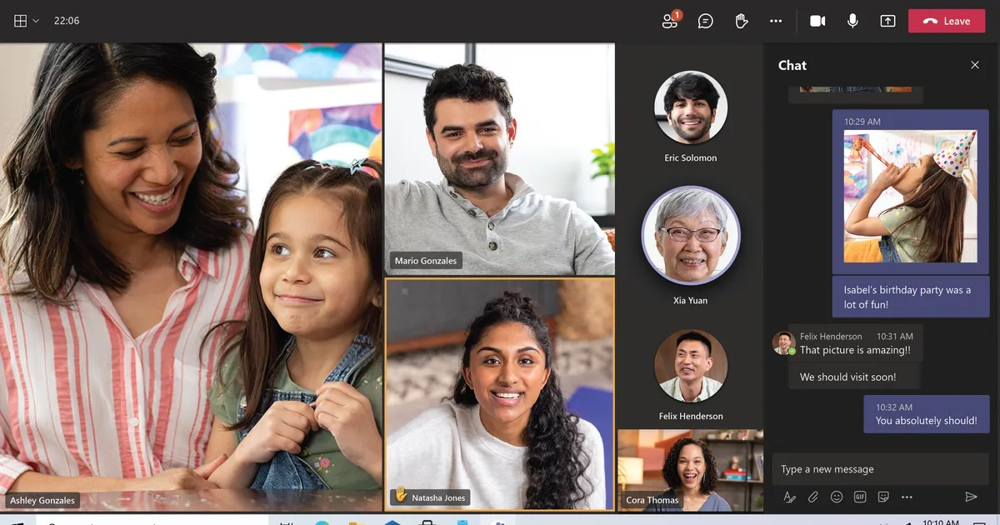 22:06
1
Leave
Ashley Gonzales
Mario Gonzales
Natasha Jones
Eric Solomon
Xia Yuan
Felix Henderson
Cora Thomas
Chat
10:29 AM
Isabel's birthday party was a
lot of fun!
Felix Henderson 10:31 AM
That picture is amazing!!
We should visit soon!
10:32 AM
You absolutely should!
Type a new message
GIF
10:10 AM